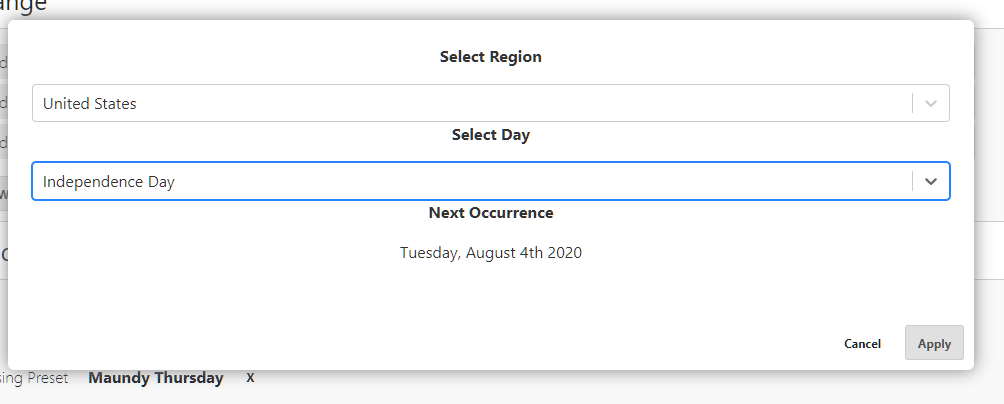 ange
Select Region
United States
Select Day
Independence Day
Next Occurrence
Tuesday, August 4th 2020
Cancel
Apply
sing Preset Maundy Thursday X